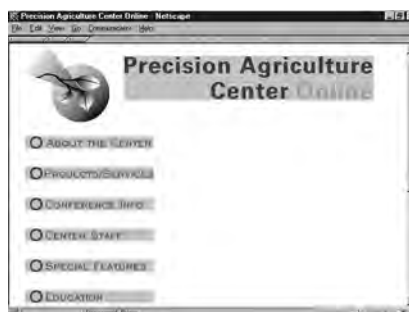 Precision Agriculture Center Online - Netscape
File Edit View Go Communicator Help
Precision Agriculture
Center Online
ABOUT THE CENTER
PRODUCTS/SERVICES
CONFERENCE INFO
CENTER STAFF
SPECIAL FEATURES
EDUCATION